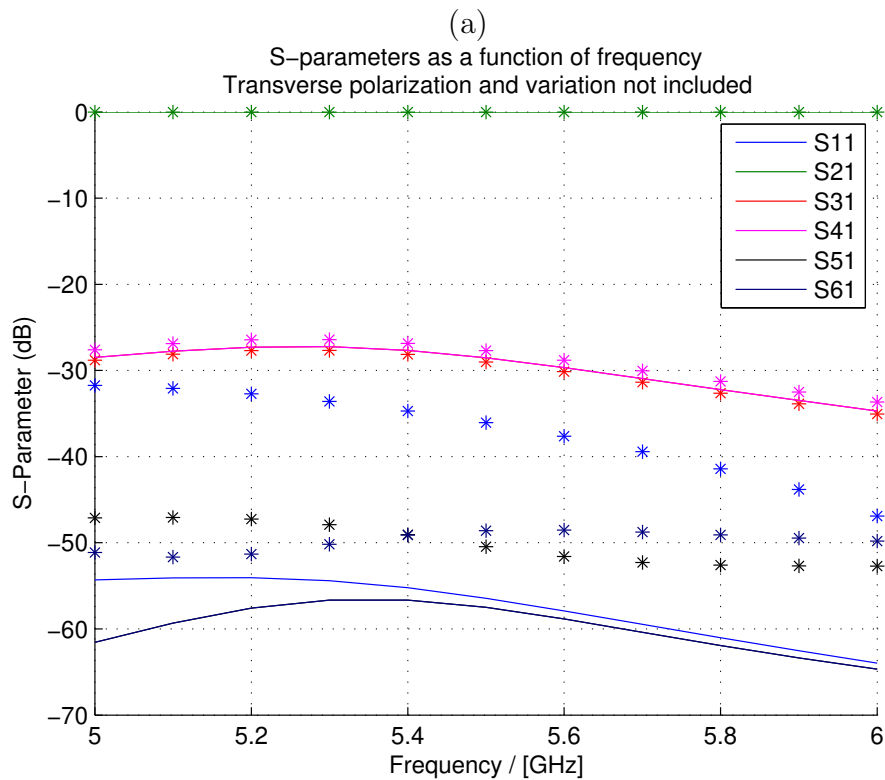 (a)
S−parameters as a function of frequency
Transverse polarization and variation not included
0
−10
−20
−30
−40
−50
−60
−70
S−Parameter (dB)
S11
S21
S31
S41
S51
S61
5
5.2
5.4
5.6
5.8
6
Frequency / [GHz]